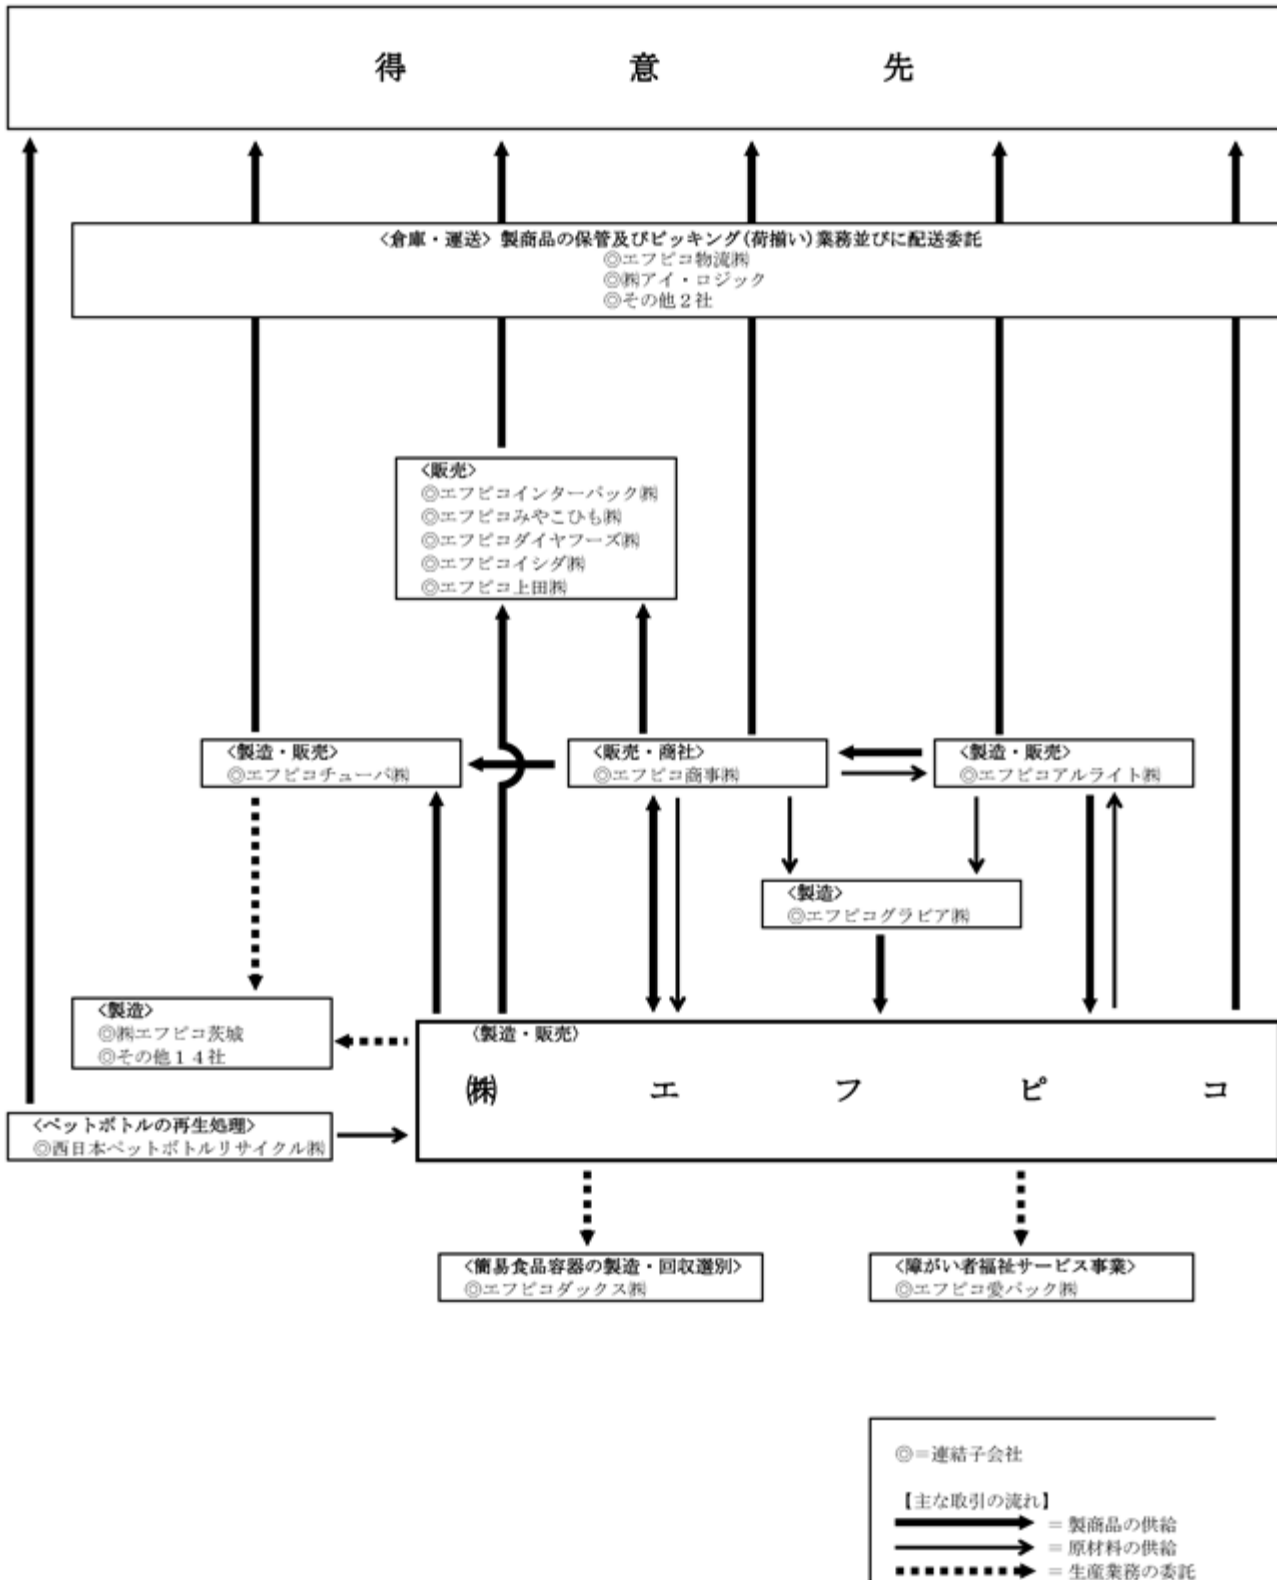 得意先
〈倉庫・運送〉製商品の保管及びピッキング(荷揃い)業務並びに配送委託
◎エフピコ物流㈱
◎㈱アイ・ロジック
◎その他２社
〈販売〉
◎エフピコインターパック㈱
◎エフピコみやこひも㈱
◎エフピコダイヤフーズ㈱
◎エフピコイシダ㈱
◎エフピコ上田㈱
〈製造・販売〉
◎エフピコチューパ㈱
〈販売・商社〉
◎エフピコ商事㈱
〈製造・販売〉
◎エフピコアルライト㈱
〈製造〉
◎エフピコグラビア㈱
〈製造〉
◎㈱エフピコ茨城
◎その他１４社
〈製造・販売〉
㈱エフピコ
〈ペットボトルの再生処理〉
◎西日本ペットボトルリサイクル㈱
〈簡易食品容器の製造・回収選別〉
◎エフピコダックス㈱
〈障がい者福祉サービス事業〉
◎エフピコ愛パック㈱
◎＝連結子会社
【主な取引の流れ】
＝製商品の供給
＝原材料の供給
＝生産業務の委託